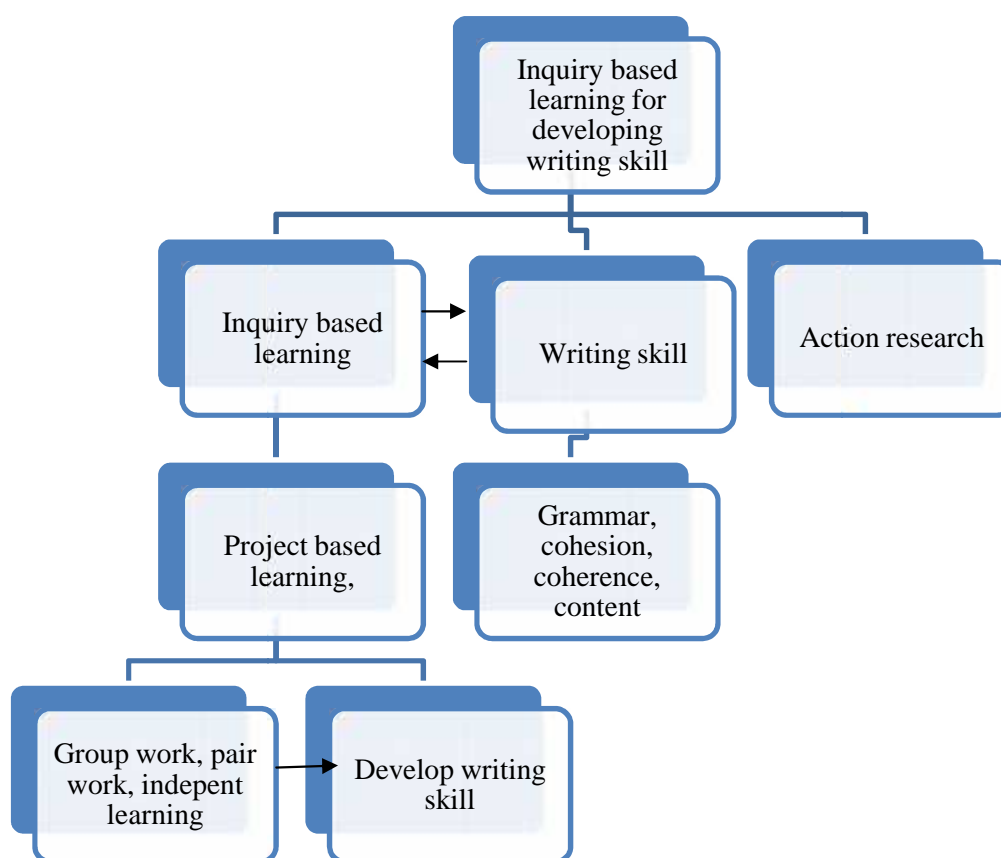 Inquiry based
learning for
developing
writing skill
Inquiry based
learning
Writing skill
Action research
Project based
learning,
Grammar,
cohesion,
coherence,
content
Group work, pair
work, indepent
learning
Develop writing
skill